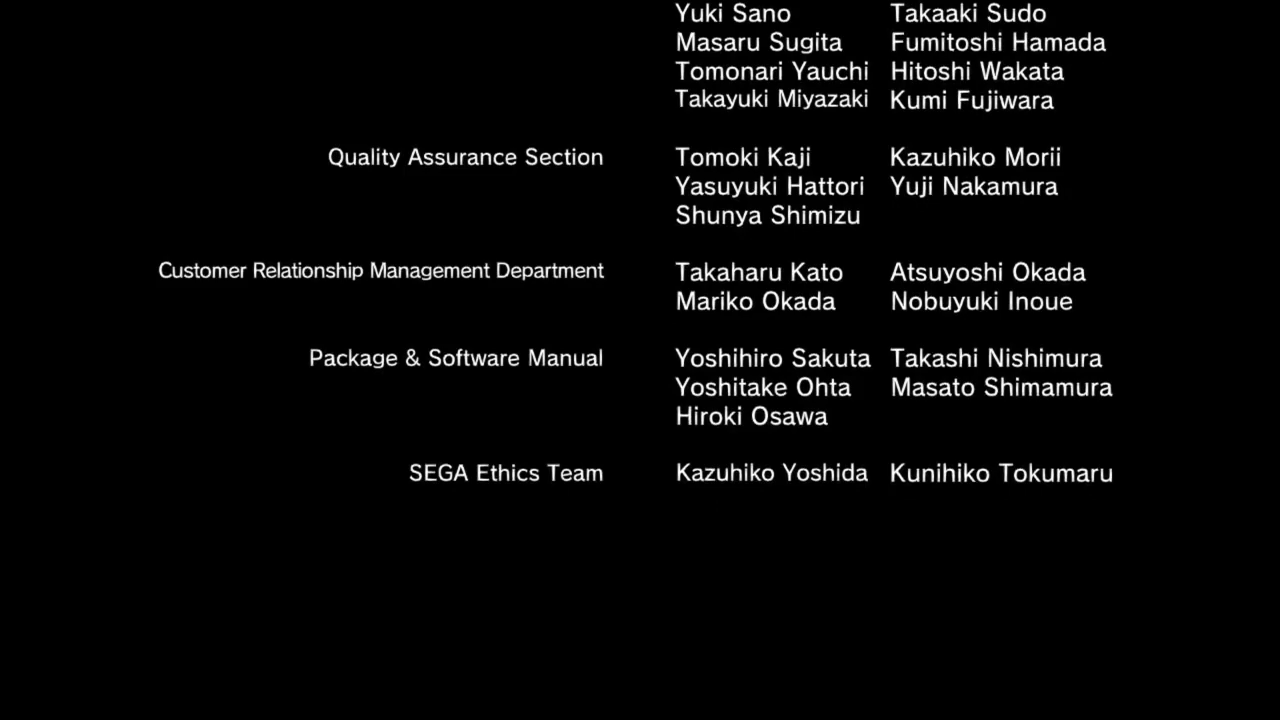 Yuki Sano Takaaki Sudo
Masaru Sugita Fumitoshi Hamada
Tomonari Yauchi Hitoshi Wakata
Takayuki Miyazaki Kumi Fujiwara
Quality Assurance Section Tomoki Kaji Kazuhiko Morii
Yasuyuki Hattori Yuji Nakamura
Shunya Shimizu
Customer Relationship Management Department Takaharu Kato Atsuyoshi Okada
Mariko Okada Nobuyuki Inoue
Package & Software Manual Yoshihiro Sakuta Takashi Nishimura
Yoshitake Ohta Masato Shimamura
Hiroki Osawa
SEGA Ethics Team Kazuhiko Yoshida Kunihiko Tokumaru